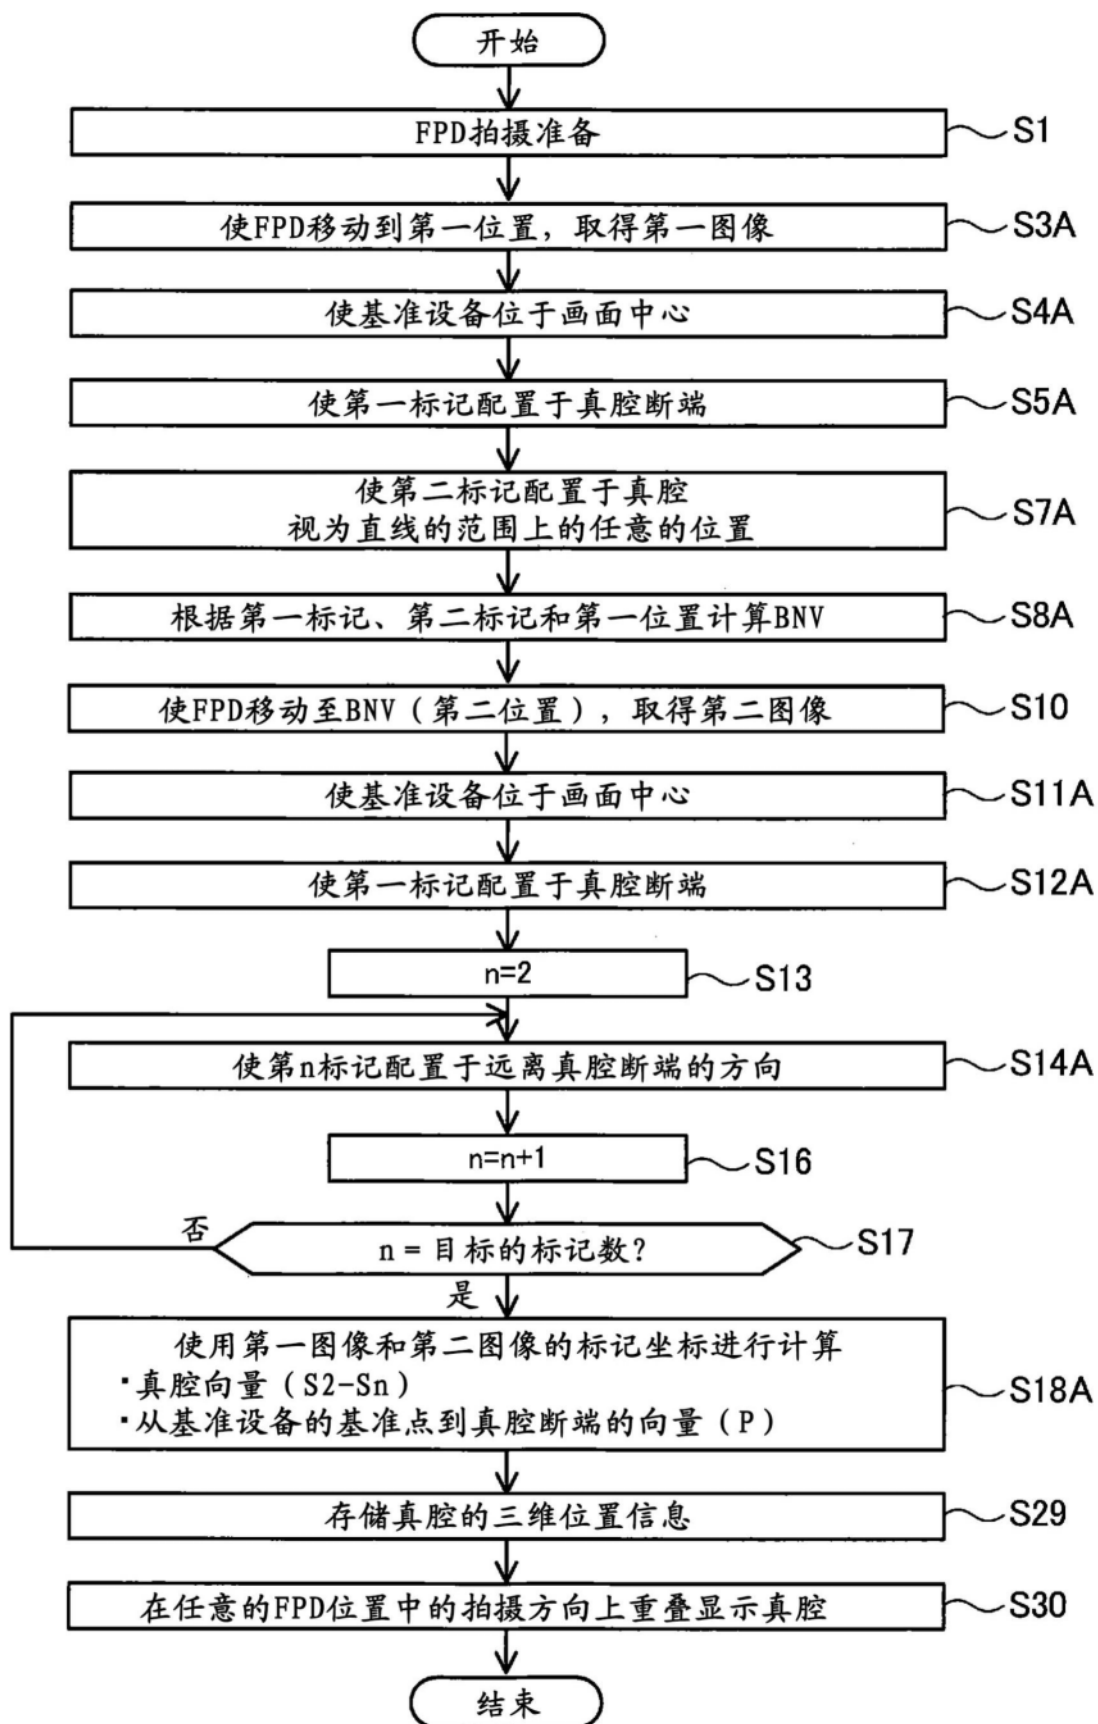 开始
FPD拍摄准备
S1
使FPD移动到第一位置，取得第一图像
S3A
使基准设备位于画面中心
S4A
使第一标记配置于真腔断端
S5A
使第二标记配置于真腔
视为直线的范围上的任意的位置
S7A
根据第一标记、第二标记和第一位置计算BNV
S8A
使FPD移动至BNV（第二位置），取得第二图像
S10
使基准设备位于画面中心
S11A
使第一标记配置于真腔断端
S12A
n=2
S13
使第n标记配置于远离真腔断端的方向
S14A
n=n+1
S16
否
n = 目标的标记数?
S17
是
使用第一图像和第二图像的标记坐标进行计算
▪真腔向量（S2-Sn）
▪从基准设备的基准点到真腔断端的向量（P）
S18A
存储真腔的三维位置信息
S29
在任意的FPD位置中的拍摄方向上重叠显示真腔
S30
结束